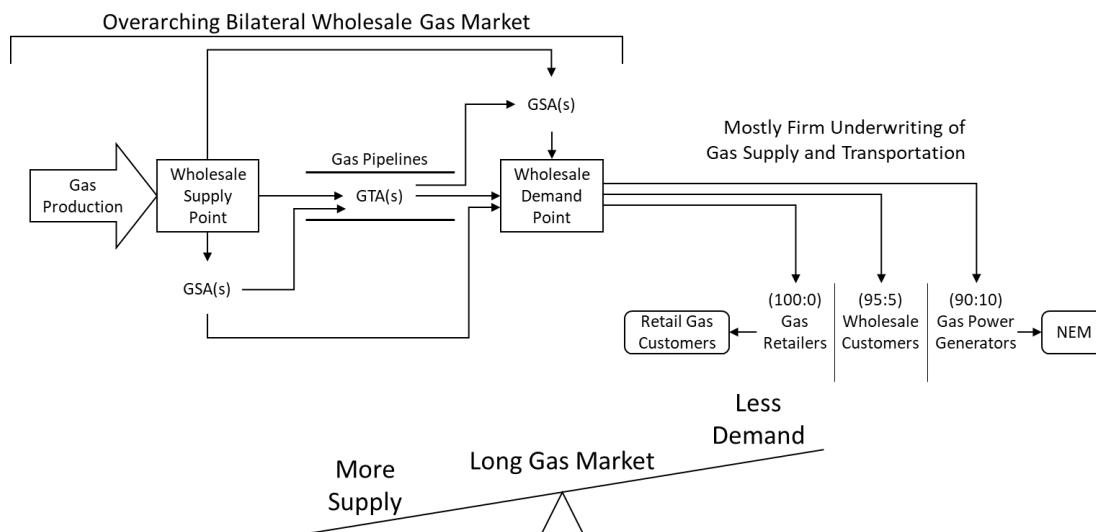 Overarching Bilateral Wholesale Gas Market
GSA(s)
Mostly Firm Underwriting of
Gas Supply and Transportation
Gas Pipelines
Gas
Production
Wholesale
Supply
Point
GTA(s)
Wholesale
Demand
Point
GSA(s)
(100:0)
Gas
Retailers
(95:5)
Wholesale
Customers
(90:10)
Gas Power
Generators
Retail Gas
Customers
NEM
Less
Demand
Long Gas Market
More
Supply